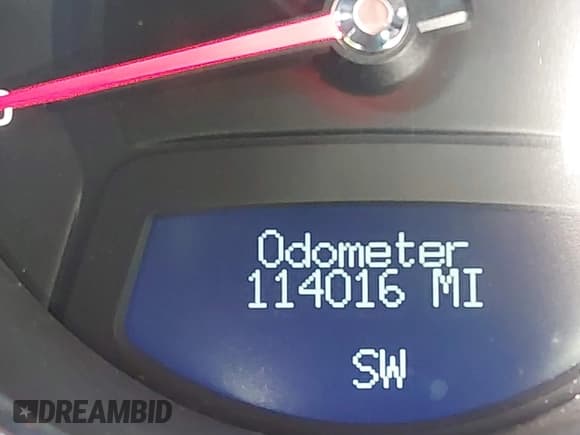 Odometer
114016 MI
SW
DREAMBID